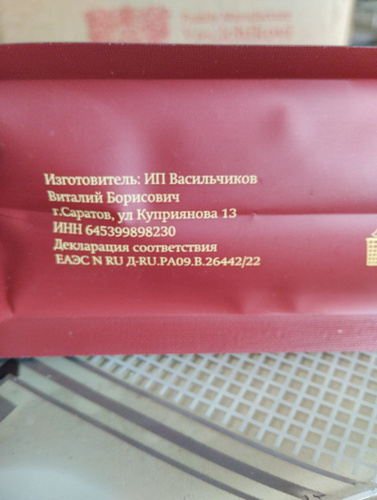 Изготовитель: ИП Васильчиков
Виталий Борисович
г.Саратов, ул Куприянова 13
ИНН 645399898230
Декларация соответствия
ЕАЭС N RU Д-RU.РА09.В.26442/22